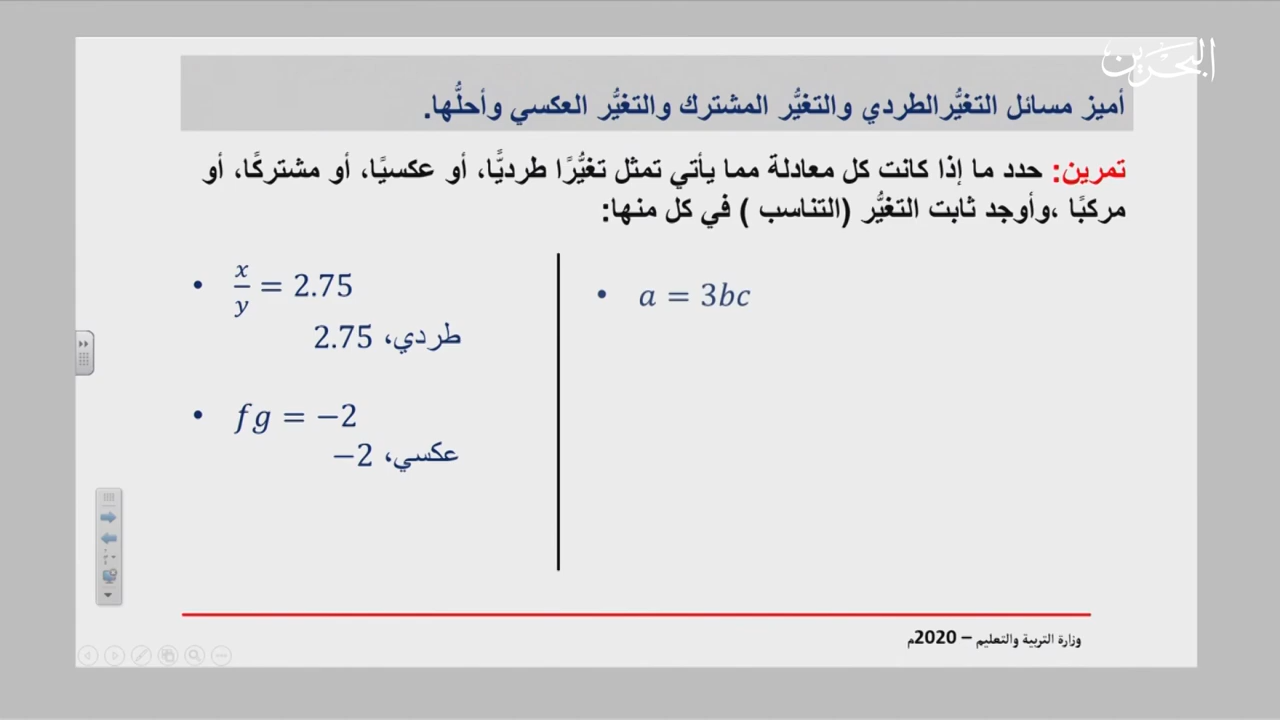 البحرين
أميز مسائل التغيُّر الطردي والتغيُّر المشترك والتغيُّر العكسي وأحلُّها.
تمرين: حدد ما إذا كانت كل معادلة مما يأتي تمثل تغيُّرًا طرديًّا، أو عكسيًا، أو مشتركًا، أو
مركبًا ،وأوجد ثابت التغيُّر (التناسب ) في كل منها:
• x/y = 2.75
طردي، 2.75
• fg = −2
عكسي، −2
• a = 3bc
وزارة التربية والتعليم – 2020م